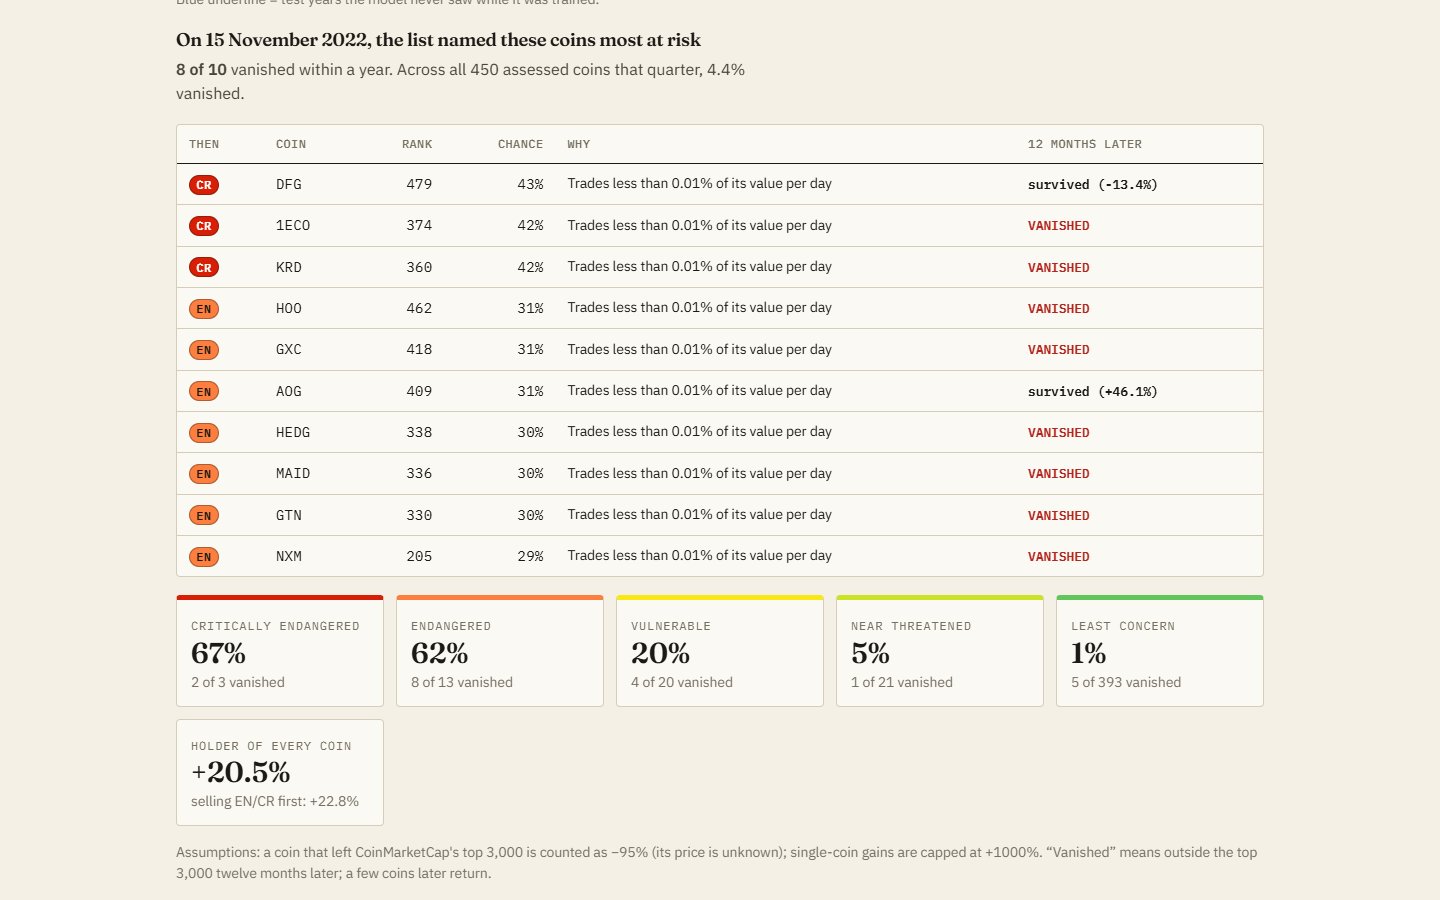 Blue underline = test years the model never saw while it was trained.
On 15 November 2022, the list named these coins most at risk
8 of 10 vanished within a year. Across all 450 assessed coins that quarter, 4.4%
vanished.
THEN COIN RANK CHANCE WHY 12 MONTHS LATER
CR DFG 479 43% Trades less than 0.01% of its value per day survived (-13.4%)
CR 1ECO 374 42% Trades less than 0.01% of its value per day VANISHED
CR KRD 360 42% Trades less than 0.01% of its value per day VANISHED
EN HOO 462 31% Trades less than 0.01% of its value per day VANISHED
EN GXC 418 31% Trades less than 0.01% of its value per day VANISHED
EN AOG 409 31% Trades less than 0.01% of its value per day survived (+46.1%)
EN HEDG 338 30% Trades less than 0.01% of its value per day VANISHED
EN MAID 336 30% Trades less than 0.01% of its value per day VANISHED
EN GTN 330 30% Trades less than 0.01% of its value per day VANISHED
EN NXM 205 29% Trades less than 0.01% of its value per day VANISHED
CRITICALLY ENDANGERED ENDANGERED VULNERABLE NEAR THREATENED LEAST CONCERN
67% 62% 20% 5% 1%
2 of 3 vanished 8 of 13 vanished 4 of 20 vanished 1 of 21 vanished 5 of 393 vanished
HOLDER OF EVERY COIN
+20.5%
selling EN/CR first: +22.8%
Assumptions: a coin that left CoinMarketCap's top 3,000 is counted as −95% (its price is unknown); single-coin gains are capped at +1000%. “Vanished” means outside the top
3,000 twelve months later; a few coins later return.